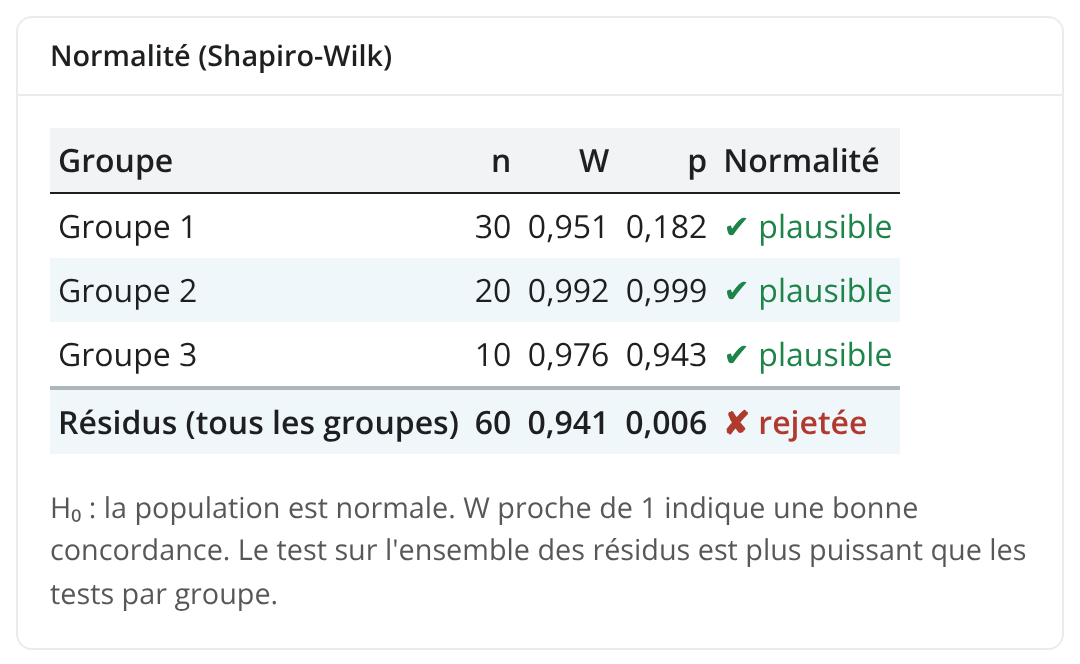 Normalité (Shapiro-Wilk)
Groupe n W p Normalité
Groupe 1 30 0,951 0,182 ✔ plausible
Groupe 2 20 0,992 0,999 ✔ plausible
Groupe 3 10 0,976 0,943 ✔ plausible
Résidus (tous les groupes) 60 0,941 0,006 ✘ rejetée
H₀ : la population est normale. W proche de 1 indique une bonne
concordance. Le test sur l'ensemble des résidus est plus puissant que les
tests par groupe.